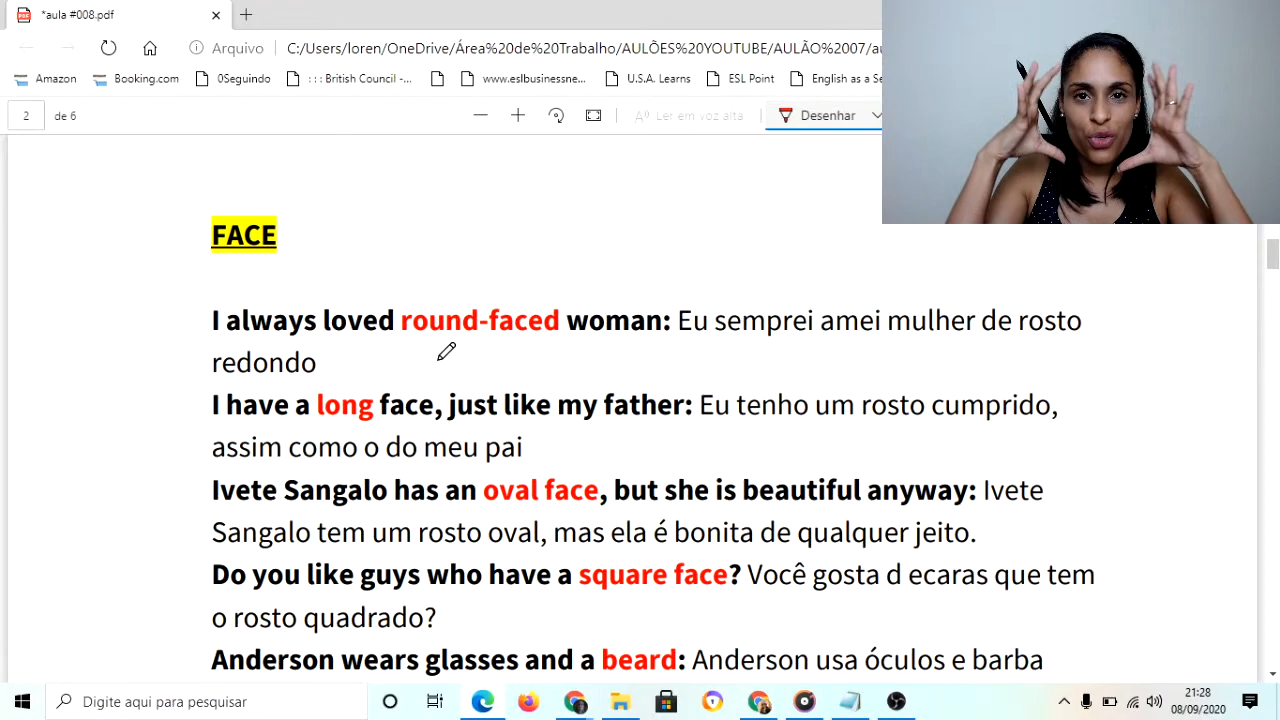 *aula #008.pdf
Arquivo
C:/Users/loren/OneDrive/Área%20de%20Trabalho/AULÕES%20YOUTUBE/AULÃO%2007/au
Amazon
Booking.com
0Seguindo
: : : British Council -...
www.eslbusinessne...
U.S.A. Learns
ESL Point
English as a Se
2
de 6
Ler em voz alta
Desenhar
FACE
I always loved round-faced woman: Eu semprei amei mulher de rosto
redondo
I have a long face, just like my father: Eu tenho um rosto cumprido,
assim como o do meu pai
Ivete Sangalo has an oval face, but she is beautiful anyway: Ivete
Sangalo tem um rosto oval, mas ela é bonita de qualquer jeito.
Do you like guys who have a square face? Você gosta d ecaras que tem
o rosto quadrado?
Anderson wears glasses and a beard: Anderson usa óculos e barba
Digite aqui para pesquisar
21:28
08/09/2020